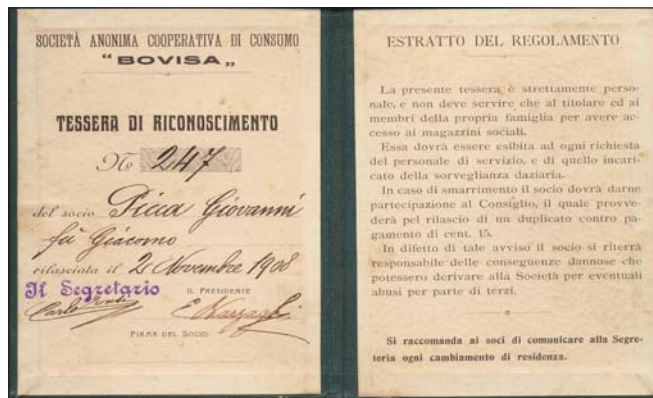 SOCIETÀ ANONIMA COOPERATIVA DI CONSUMO
“BOVISA„
TESSERA DI RICONOSCIMENTO
No 247
del socio Picca Giovanni
fù Giacomo
rilasciata il 2 Novembre 1908
Il Segretario
IL PRESIDENTE
Carlo
FIRMA DEL SOCIO
ESTRATTO DEL REGOLAMENTO
La presente tessera, è strettamente perso-
nale, e non deve servire che al titolare ed ai
membri della propria famiglia per avere ac-
cesso ai magazzini sociali.
Essa dovrà essere esibita ad ogni richiesta
del personale di servizio, e di quello incari-
cato della sorveglianza daziaria.
In caso di smarrimento il socio dovrà darne
partecipazione al Consiglio, il quale provve-
derà pel rilascio di un duplicato contro pa-
gamento di cent. 15.
In difetto di tale avviso il socio si riterrà
responsabile delle conseguenze dannose che
potessero derivare alla Società per eventuali
abusi per parte di terzi.
Si raccomanda ai soci di comunicare alla Segre-
teria ogni cambiamento di residenza.